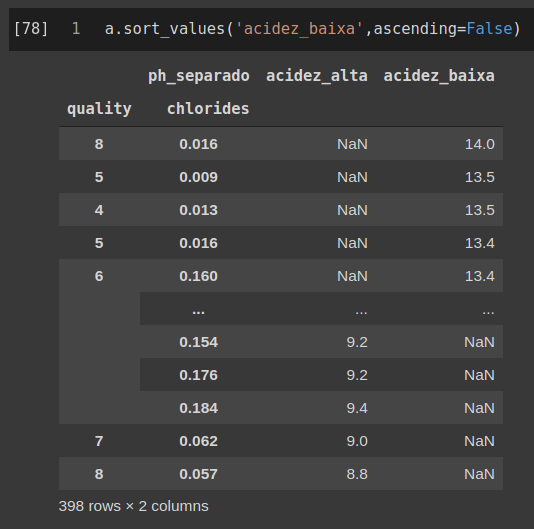 [78] 1 a.sort_values('acidez_baixa',ascending=False)
ph_separado acidez_alta acidez_baixa
quality chlorides
8 0.016 NaN 14.0
5 0.009 NaN 13.5
4 0.013 NaN 13.5
5 0.016 NaN 13.4
6 0.160 NaN 13.4
... ... ...
0.154 9.2 NaN
0.176 9.2 NaN
0.184 9.4 NaN
7 0.062 9.0 NaN
8 0.057 8.8 NaN
398 rows × 2 columns